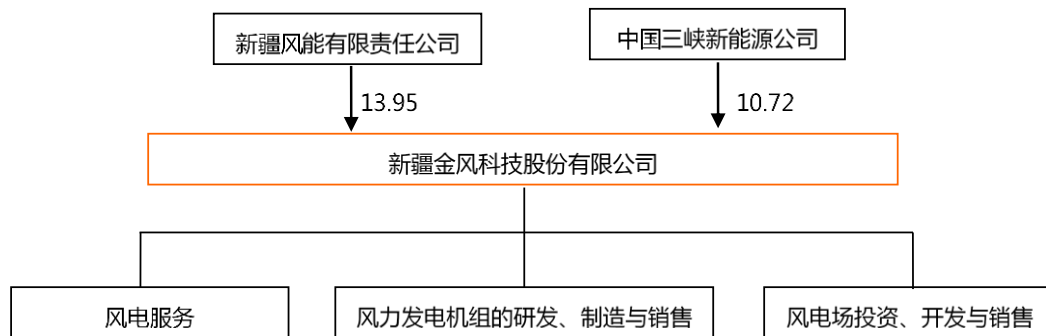 新疆风能有限责任公司
中国三峡新能源公司
13.95
10.72
新疆金风科技股份有限公司
风电服务
风力发电机组的研发、制造与销售
风电场投资、开发与销售